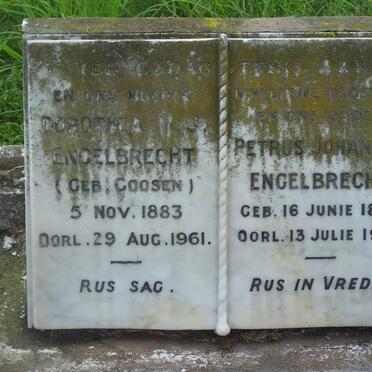 EN ONS MOEDER
DOROTHEA M. J.
ENGELBRECHT
(GEB. GOOSEN)
5 NOV. 1883
OORL. 29 AUG. 1961.
RUS SAG.
PETRUS JOHAN
ENGELBRECH
GEB. 16 JUNIE 18
OORL. 13 JULIE 19
RUS IN VRED